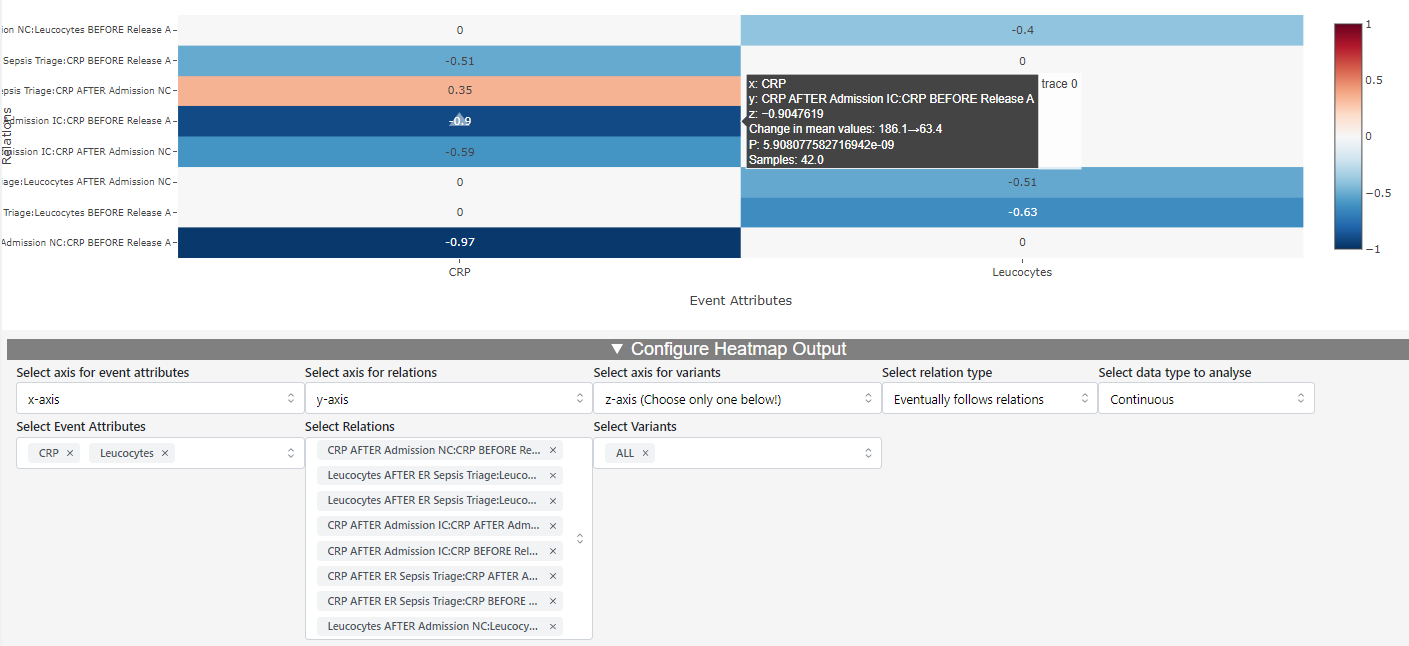 ion NC:Leucocytes BEFORE Release A
0
-0.4
Sepsis Triage:CRP BEFORE Release A
-0.51
0
epsis Triage:CRP AFTER Admission NC
0.35
Admission IC:CRP BEFORE Release A
-0.9
mission IC:CRP AFTER Admission NC
-0.59
iage:Leucocytes AFTER Admission NC
0
-0.51
Triage:Leucocytes BEFORE Release A
0
-0.63
Admission NC:CRP BEFORE Release A
-0.97
0
Relations
CRP
Leucocytes
Event Attributes
x: CRP
y: CRP AFTER Admission IC:CRP BEFORE Release A
z: −0.9047619
Change in mean values: 186.1→63.4
P: 5.908077582716942e-09
Samples: 42.0
trace 0
1
0.5
0
−0.5
−1
▼ Configure Heatmap Output
Select axis for event attributes
x-axis
Select axis for relations
y-axis
Select axis for variants
z-axis (Choose only one below!)
Select relation type
Eventually follows relations
Select data type to analyse
Continuous
Select Event Attributes
CRP ×
Leucocytes ×
Select Relations
CRP AFTER Admission NC:CRP BEFORE Re... ×
Leucocytes AFTER ER Sepsis Triage:Leuco... ×
Leucocytes AFTER ER Sepsis Triage:Leuco... ×
CRP AFTER Admission IC:CRP AFTER Adm... ×
CRP AFTER Admission IC:CRP BEFORE Rel... ×
CRP AFTER ER Sepsis Triage:CRP AFTER A... ×
CRP AFTER ER Sepsis Triage:CRP BEFORE ... ×
Leucocytes AFTER Admission NC:Leucocy... ×
Select Variants
ALL ×